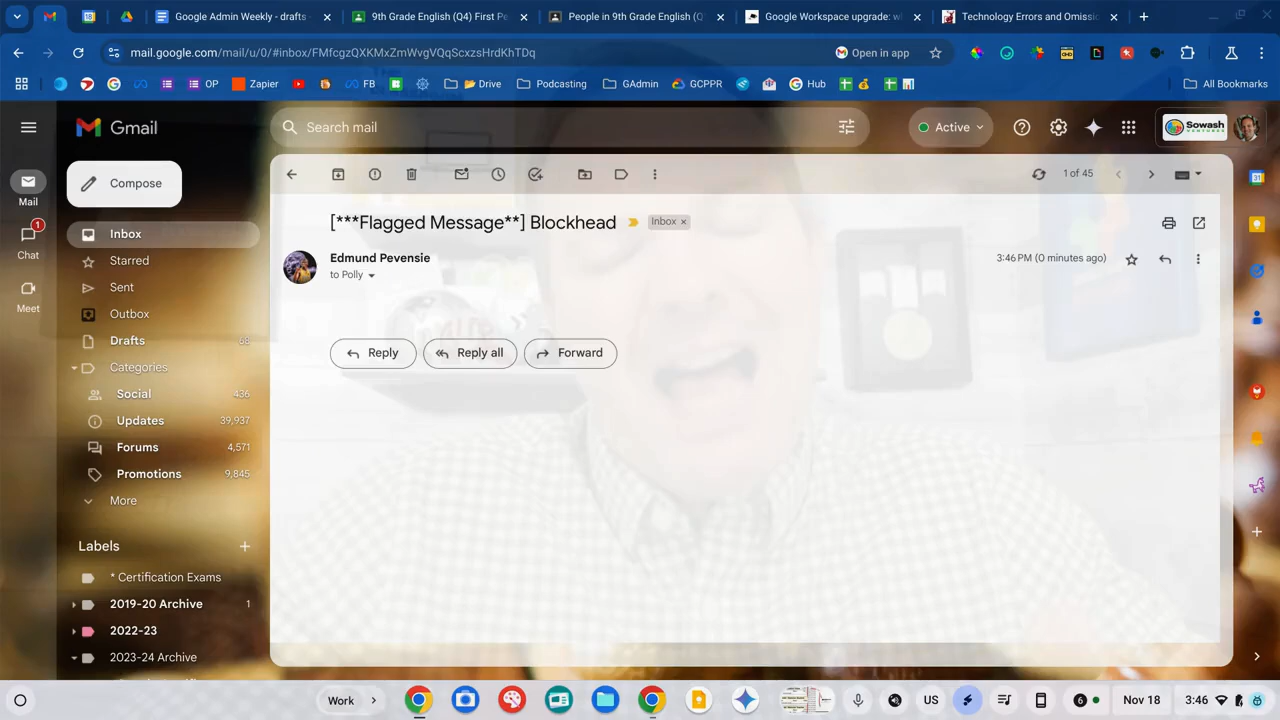 Google Admin Weekly - drafts -
9th Grade English (Q4) First Pe
People in 9th Grade English (
Google Workspace upgrade: w
Technology Errors and Omissio
mail.google.com/mail/u/0/#inbox/FMfcgzQXKMxZmWvgVQqScxzsHrdKhTDq
Open in app
OP
Zapier
FB
Drive
Podcasting
GAdmin
GCPPR
Hub
All Bookmarks
Gmail
Search mail
Active
Sowash
VENTURES
Compose
Mail
1
Chat
Meet
Inbox
Starred
Sent
Outbox
Drafts 68
Categories
Social 436
Updates 39,937
Forums 4,571
Promotions 9,845
More
Labels
* Certification Exams
2019-20 Archive 1
2022-23
2023-24 Archive
1 of 45
[***Flagged Message**] Blockhead
Inbox
Edmund Pevensie
to Polly
3:46 PM (0 minutes ago)
Reply
Reply all
Forward
Work
US
6
Nov 18
3:46